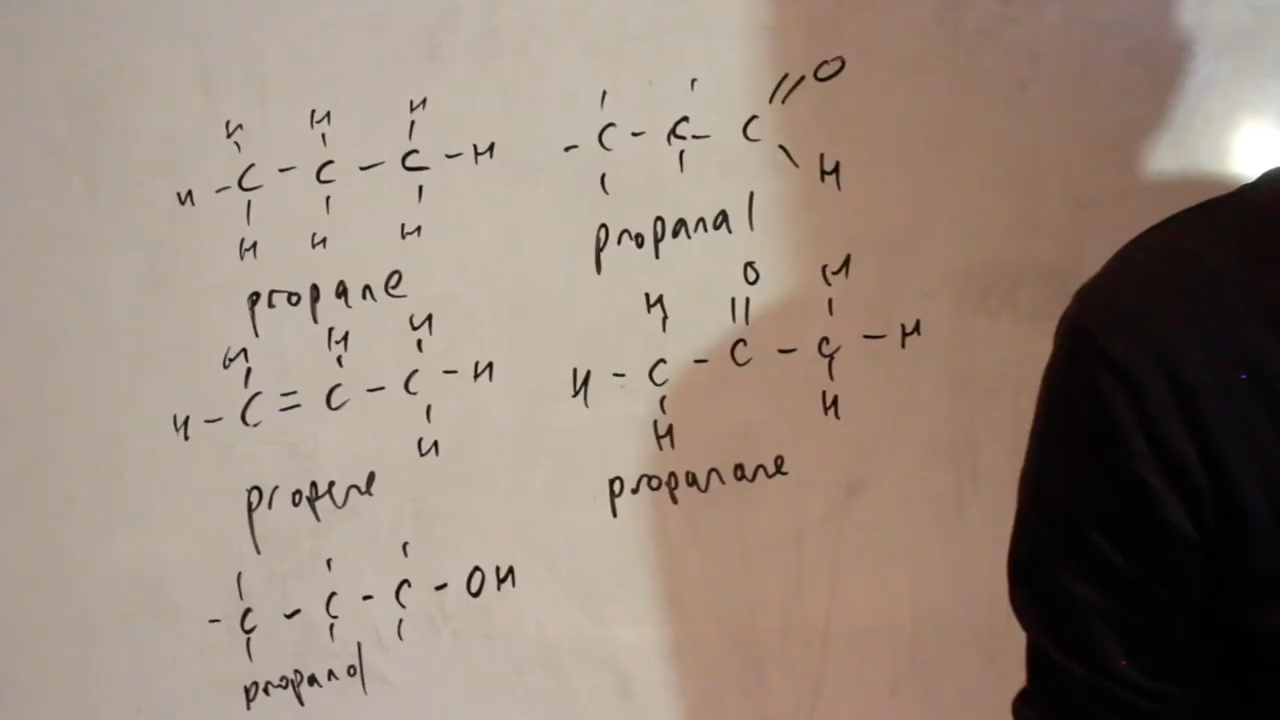 H H H
H - C - C - C - H
H H H
propane
H H H
H - C = C - C - H
H
propene
- C - C - C - OH
propanol
O
- C - C - C
H
propanal
H O H
H - C - C - C - H
H H
propanane